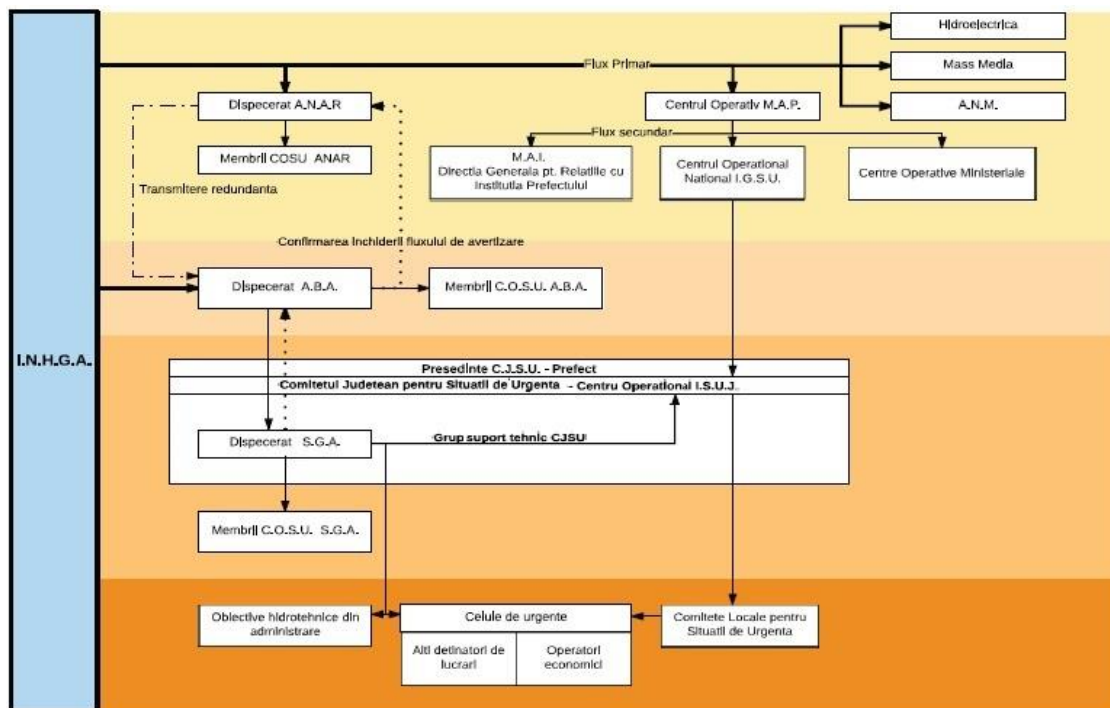 I.N.H.G.A.
Hidroelectrica
Flux Primar
Mass Media
Dispecerat A.N.A.R
Centrul Operativ M.A.P.
A.N.M.
Flux secundar
Membrii COSU ANAR
M.A.I.
Directia Generala pt. Relatiile cu
Institutia Prefectului
Centrul Operational
National I.G.S.U.
Centre Operative Ministeriale
Transmitere redundanta
Confirmarea inchiderii fluxului de avertizare
Dispecerat A.B.A.
Membrii C.O.S.U. A.B.A.
Presedinte C.J.S.U. - Prefect
Comitetul Judetean pentru Situatii de Urgenta - Centru Operational I.S.U.J.
Dispecerat S.G.A.
Grup suport tehnic CJSU
Membrii C.O.S.U. S.G.A.
Obiective hidrotehnice din
administrare
Celule de urgente
Comitete Locale pentru
Situatii de Urgenta
Alti detinatori de
lucrari
Operatori
economici